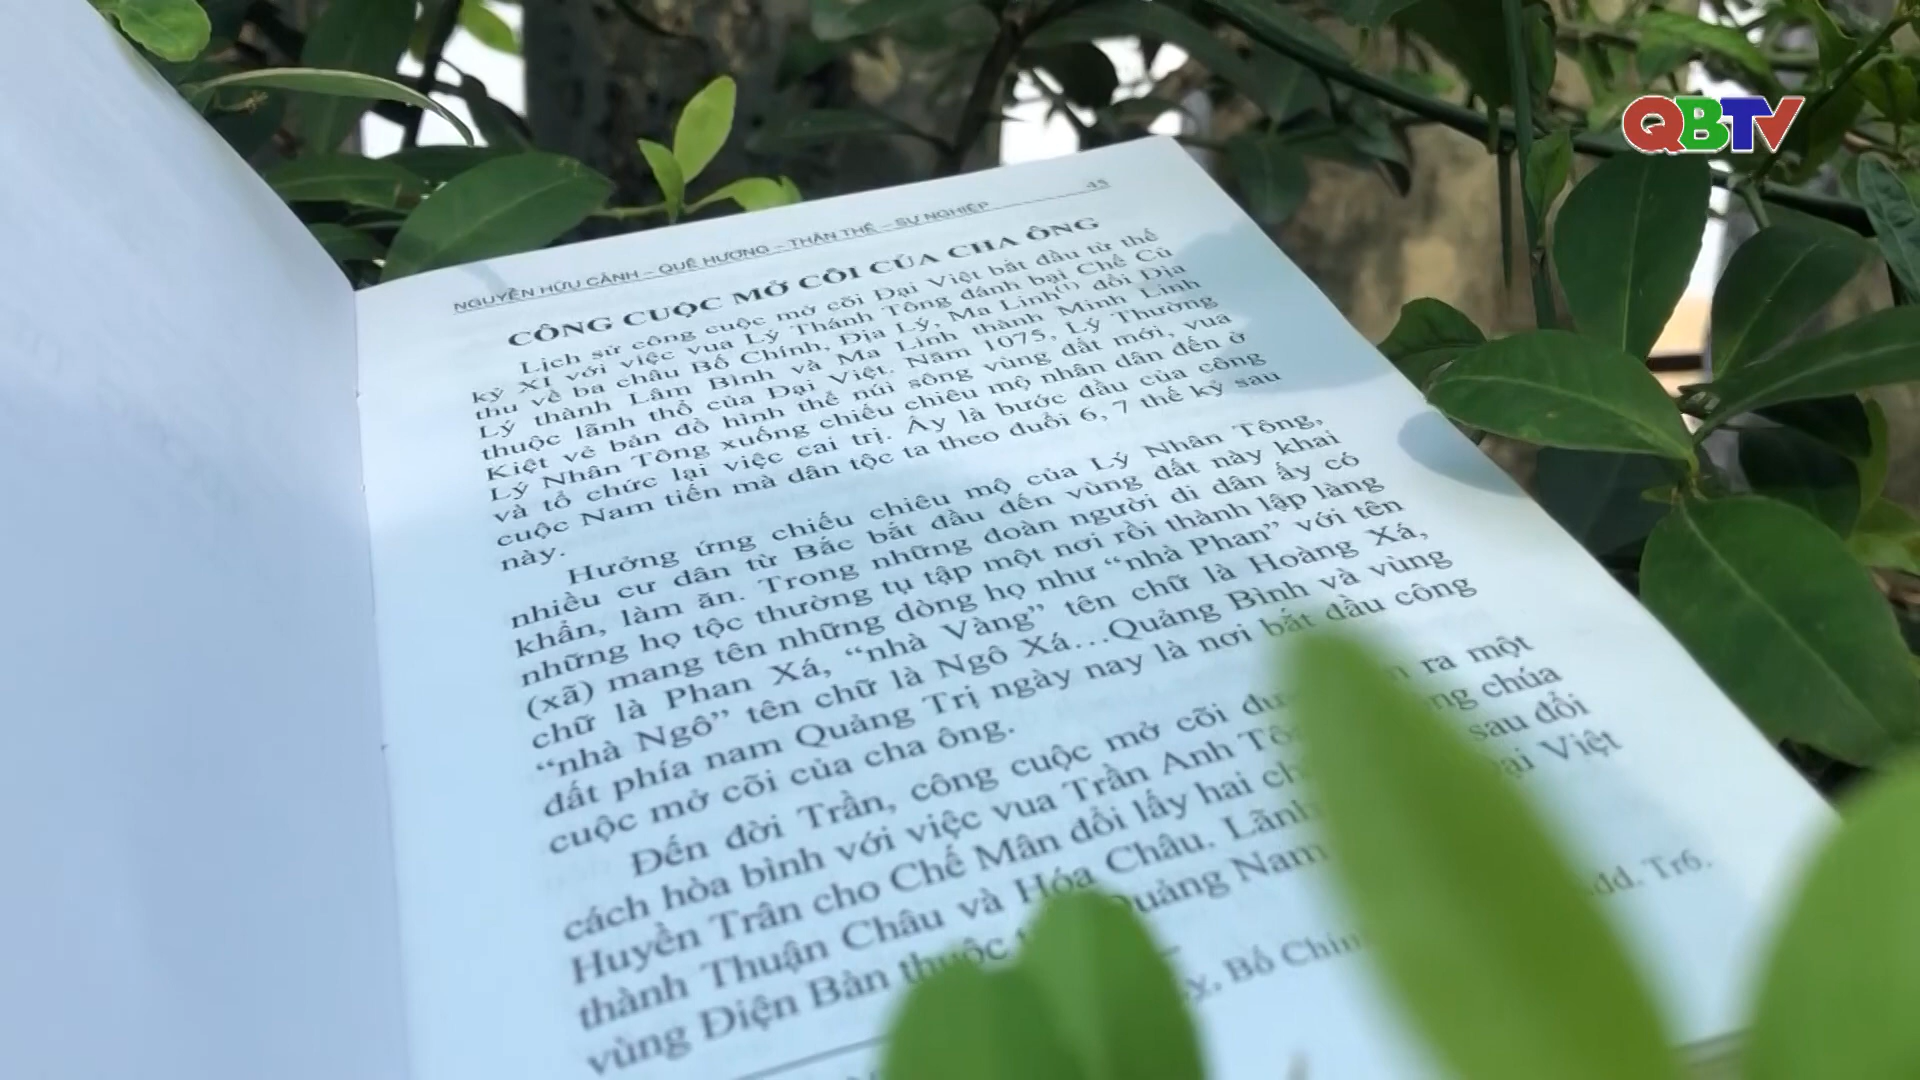 QBTV
NGUYỄN HỮU CẢNH – QUÊ HƯƠNG – THÂN THẾ – SỰ NGHIỆP 45
CÔNG CUỘC MỞ CÕI CỦA CHA ÔNG
Lịch sử công cuộc mở cõi Đại Việt bắt đầu từ thế
kỷ XI với việc vua Lý Thánh Tông đánh bại Chế Củ
thu về ba châu Bố Chính, Địa Lý, Ma Linh(1) đổi Địa
Lý thành Lâm Bình và Ma Linh thành Minh Linh
thuộc lãnh thổ của Đại Việt. Năm 1075, Lý Thường
Kiệt vẽ bản đồ hình thế núi sông vùng đất mới, vua
Lý Nhân Tông xuống chiếu chiêu mộ nhân dân đến ở
và tổ chức lại việc cai trị. Ấy là bước đầu của công
cuộc Nam tiến mà dân tộc ta theo đuổi 6, 7 thế kỷ sau
này.
Hưởng ứng chiếu chiêu mộ của Lý Nhân Tông,
nhiều cư dân từ Bắc bắt đầu đến vùng đất này khai
khẩn, làm ăn. Trong những đoàn người di dân ấy có
những họ tộc thường tụ tập một nơi rồi thành lập làng
(xã) mang tên những dòng họ như “nhà Phan” với tên
chữ là Phan Xá, “nhà Vàng” tên chữ là Hoàng Xá,
“nhà Ngô” tên chữ là Ngô Xá...Quảng Bình và vùng
đất phía nam Quảng Trị ngày nay là nơi bắt đầu công
cuộc mở cõi của cha ông.
Đến đời Trần, công cuộc mở cõi ra một
cách hòa bình với việc vua Trần Anh chúa
Huyền Trân cho Chế Mân đổi lấy hai sau đổi
thành Thuận Châu và Hóa Châu. Lãnh Đại Việt
vùng Điện Bàn thuộc Quảng Nam
Bố Chính Tr6.